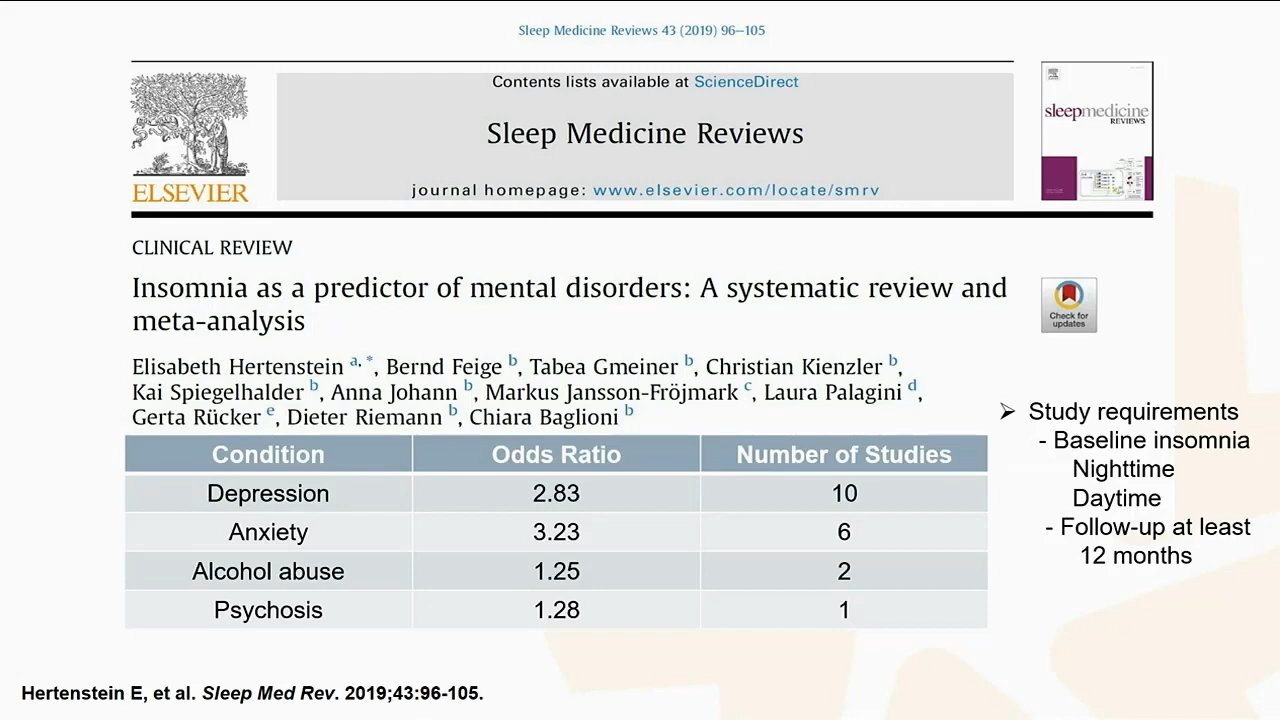 Sleep Medicine Reviews 43 (2019) 96–105
Contents lists available at ScienceDirect
Sleep Medicine Reviews
journal homepage: www.elsevier.com/locate/smrv
ELSEVIER
sleepmedicine
REVIEWS
CLINICAL REVIEW
Insomnia as a predictor of mental disorders: A systematic review and
meta-analysis
Check for
updates
Elisabeth Hertenstein a, *, Bernd Feige b, Tabea Gmeiner b, Christian Kienzler b,
Kai Spiegelhalder b, Anna Johann b, Markus Jansson-Fröjmark c, Laura Palagini d,
Gerta Rücker e, Dieter Riemann b, Chiara Baglioni b
Condition Odds Ratio Number of Studies
Depression 2.83 10
Anxiety 3.23 6
Alcohol abuse 1.25 2
Psychosis 1.28 1
➢ Study requirements
- Baseline insomnia
Nighttime
Daytime
- Follow-up at least
12 months
Hertenstein E, et al. Sleep Med Rev. 2019;43:96-105.